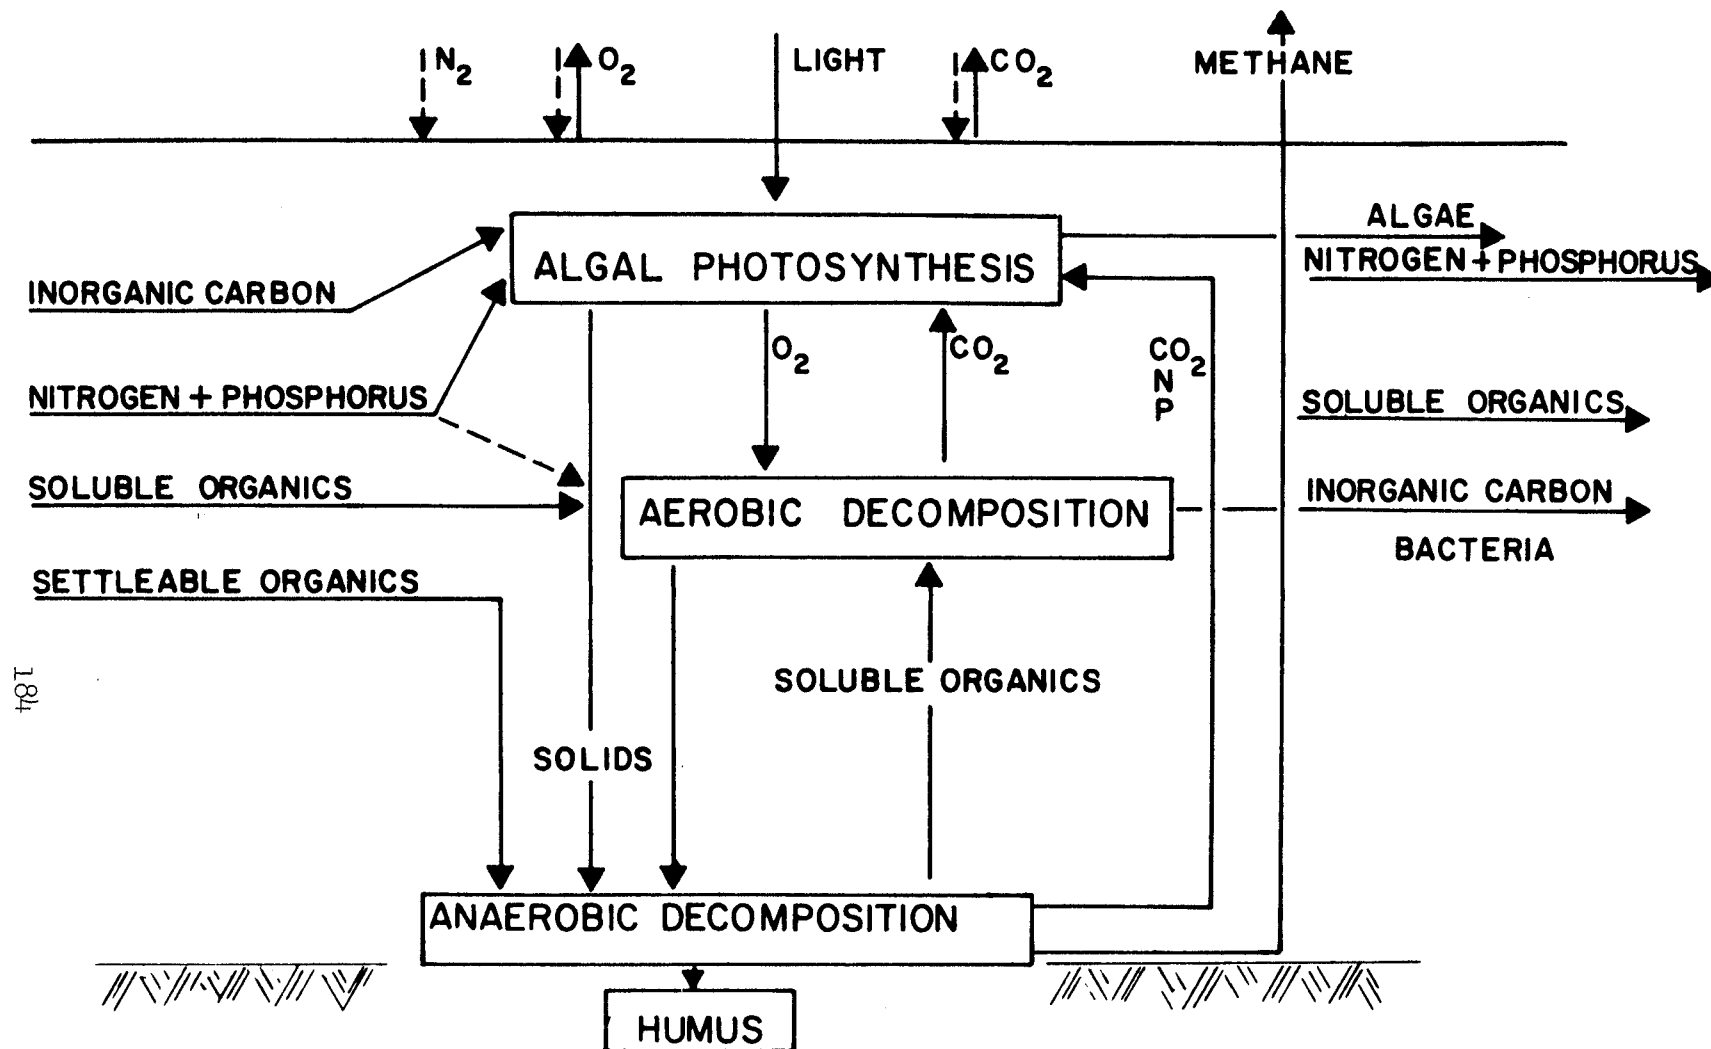 N2
O2
LIGHT
CO2
METHANE
ALGAE
NITROGEN + PHOSPHORUS
ALGAL PHOTOSYNTHESIS
INORGANIC CARBON
O2
CO2
CO2
N
P
NITROGEN + PHOSPHORUS
SOLUBLE ORGANICS
SOLUBLE ORGANICS
AEROBIC DECOMPOSITION
INORGANIC CARBON
BACTERIA
SETTLEABLE ORGANICS
SOLUBLE ORGANICS
184
SOLIDS
ANAEROBIC DECOMPOSITION
HUMUS